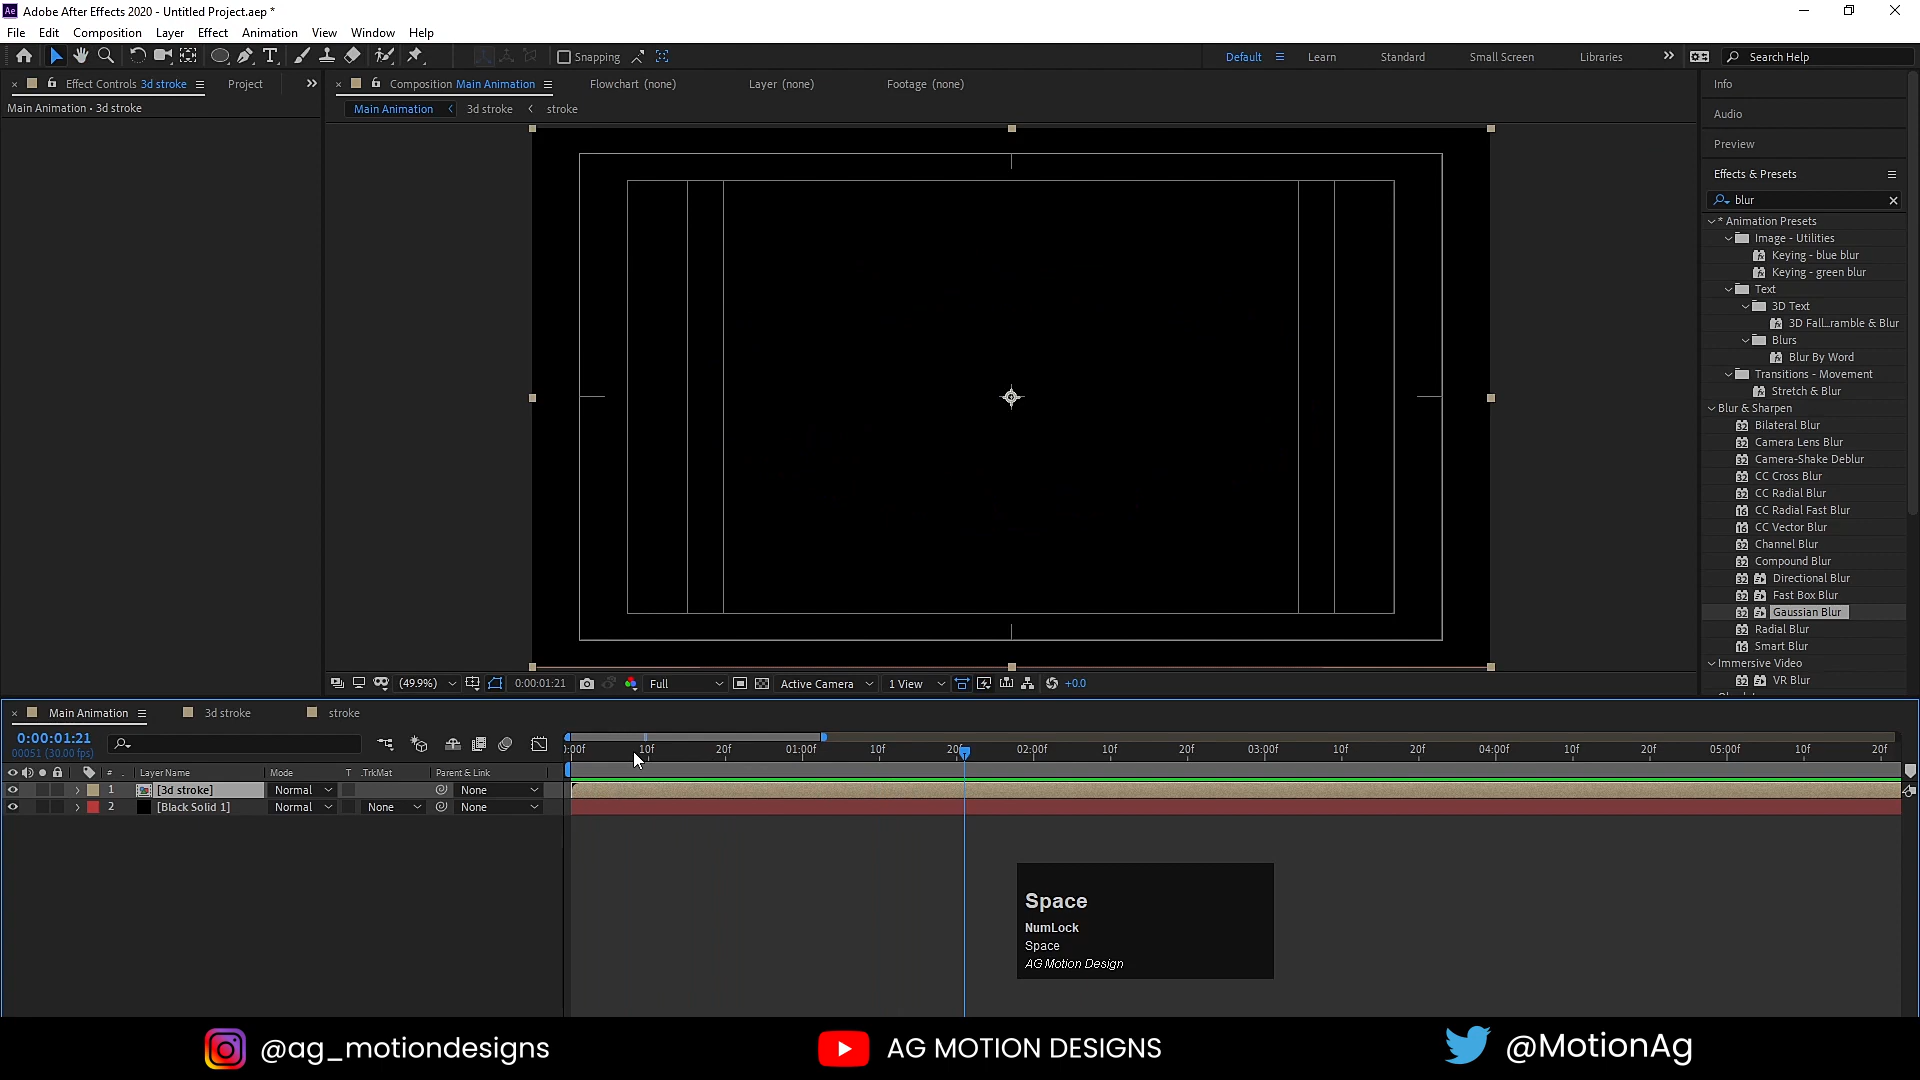 Ae Adobe After Effects 2020 - Untitled Project.aep *
File Edit Composition Layer Effect Animation View Window Help
Snapping Default Learn Standard Small Screen Libraries Search Help
Effect Controls 3d stroke Project
Composition Main Animation Flowchart (none) Layer (none) Footage (none)
Main Animation • 3d stroke
Main Animation 3d stroke stroke
Info
Audio
Preview
Effects & Presets
blur
* Animation Presets
Image - Utilities
Keying - blue blur
Keying - green blur
Text
3D Text
3D Fall...ramble & Blur
Blurs
Blur By Word
Transitions - Movement
Stretch & Blur
Blur & Sharpen
Bilateral Blur
Camera Lens Blur
Camera-Shake Deblur
CC Cross Blur
CC Radial Blur
CC Radial Fast Blur
CC Vector Blur
Channel Blur
Compound Blur
Directional Blur
Fast Box Blur
Gaussian Blur
Radial Blur
Smart Blur
Immersive Video
VR Blur
(49.9%) 0:00:01:21 Full Active Camera 1 View +0.0
Main Animation 3d stroke stroke
0:00:01:21
00051 (30.00 fps)
:00f 10f 20f 01:00f 10f 20f 02:00f 10f 20f 03:00f 10f 20f 04:00f 10f 20f 05:00f 10f 20f
# . Layer Name Mode T .TrkMat Parent & Link
1 [3d stroke] Normal None
2 [Black Solid 1] Normal None None
Space
NumLock
Space
AG Motion Design
@ag_motiondesigns AG MOTION DESIGNS @MotionAg